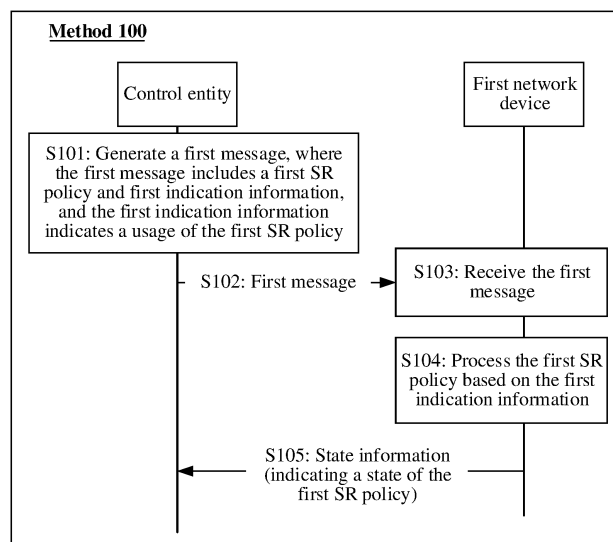 Method 100
Control entity
First network
device
S101: Generate a first message, where
the first message includes a first SR
policy and first indication information,
and the first indication information
indicates a usage of the first SR policy
S102: First message
S103: Receive the first
message
S104: Process the first SR
policy based on the first
indication information
S105: State information
(indicating a state of the
first SR policy)